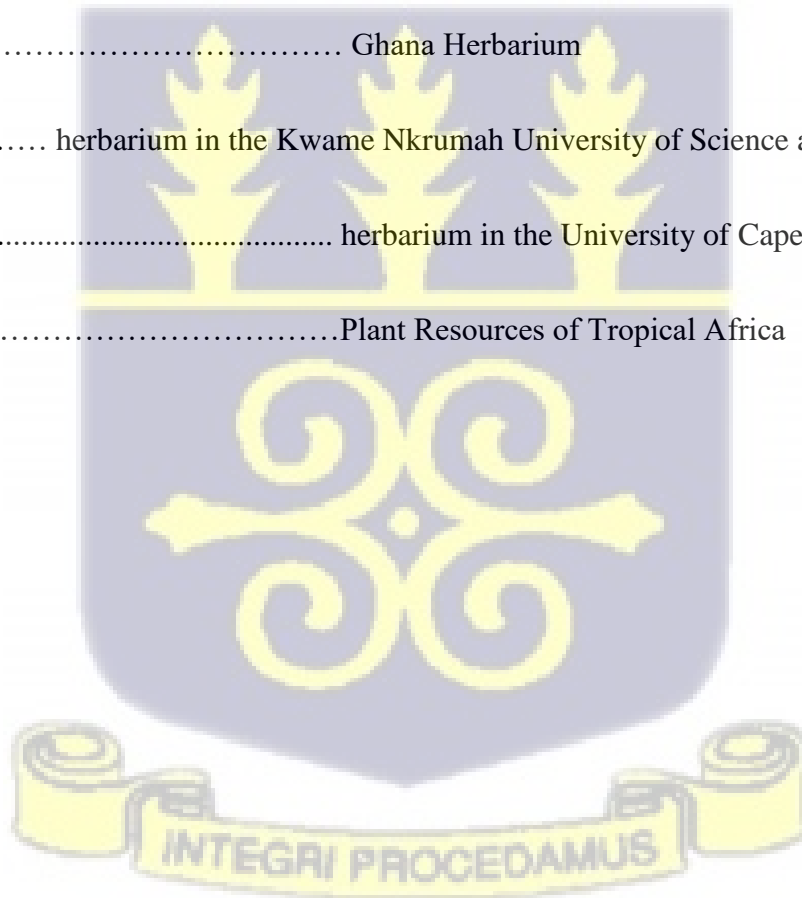 …………………………… Ghana Herbarium
…. herbarium in the Kwame Nkrumah University of Science a
........................................ herbarium in the University of Cape
……………………………Plant Resources of Tropical Africa
INTEGRI PROCEDAMUS